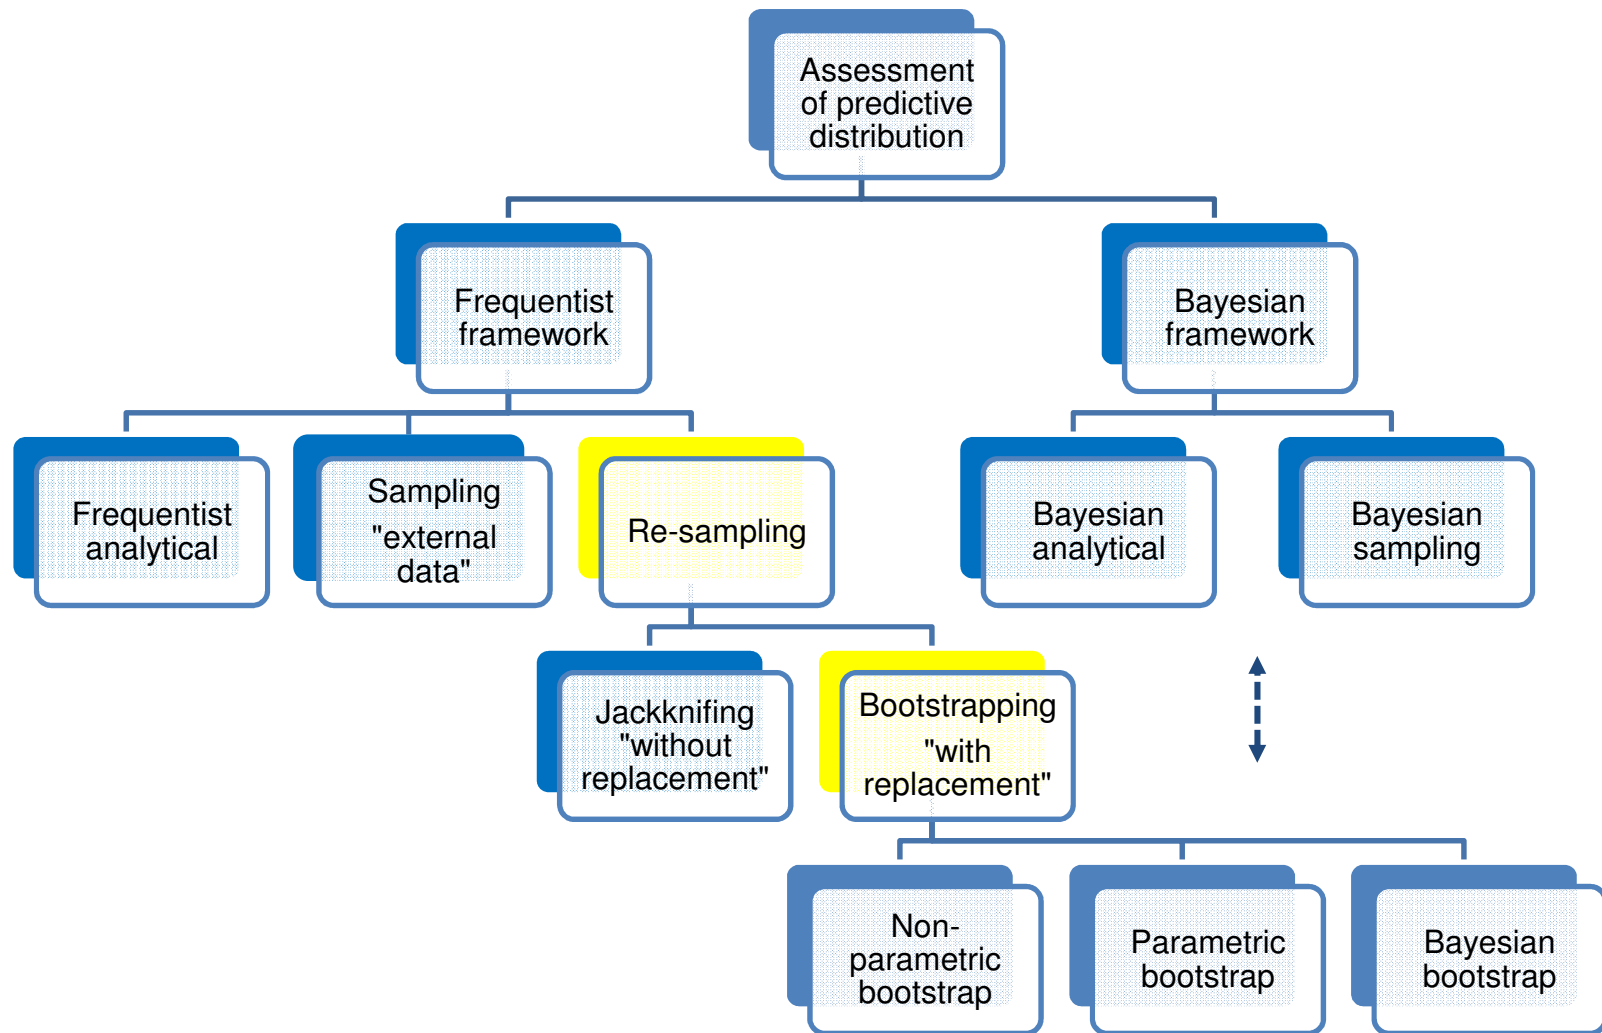 Assessment
of predictive
distribution
Frequentist
framework
Bayesian
framework
Frequentist
analytical
Sampling
"external
data"
Re-sampling
Bayesian
analytical
Bayesian
sampling
Jackknifing
"without
replacement"
Bootstrapping
"with
replacement"
Non-
parametric
bootstrap
Parametric
bootstrap
Bayesian
bootstrap